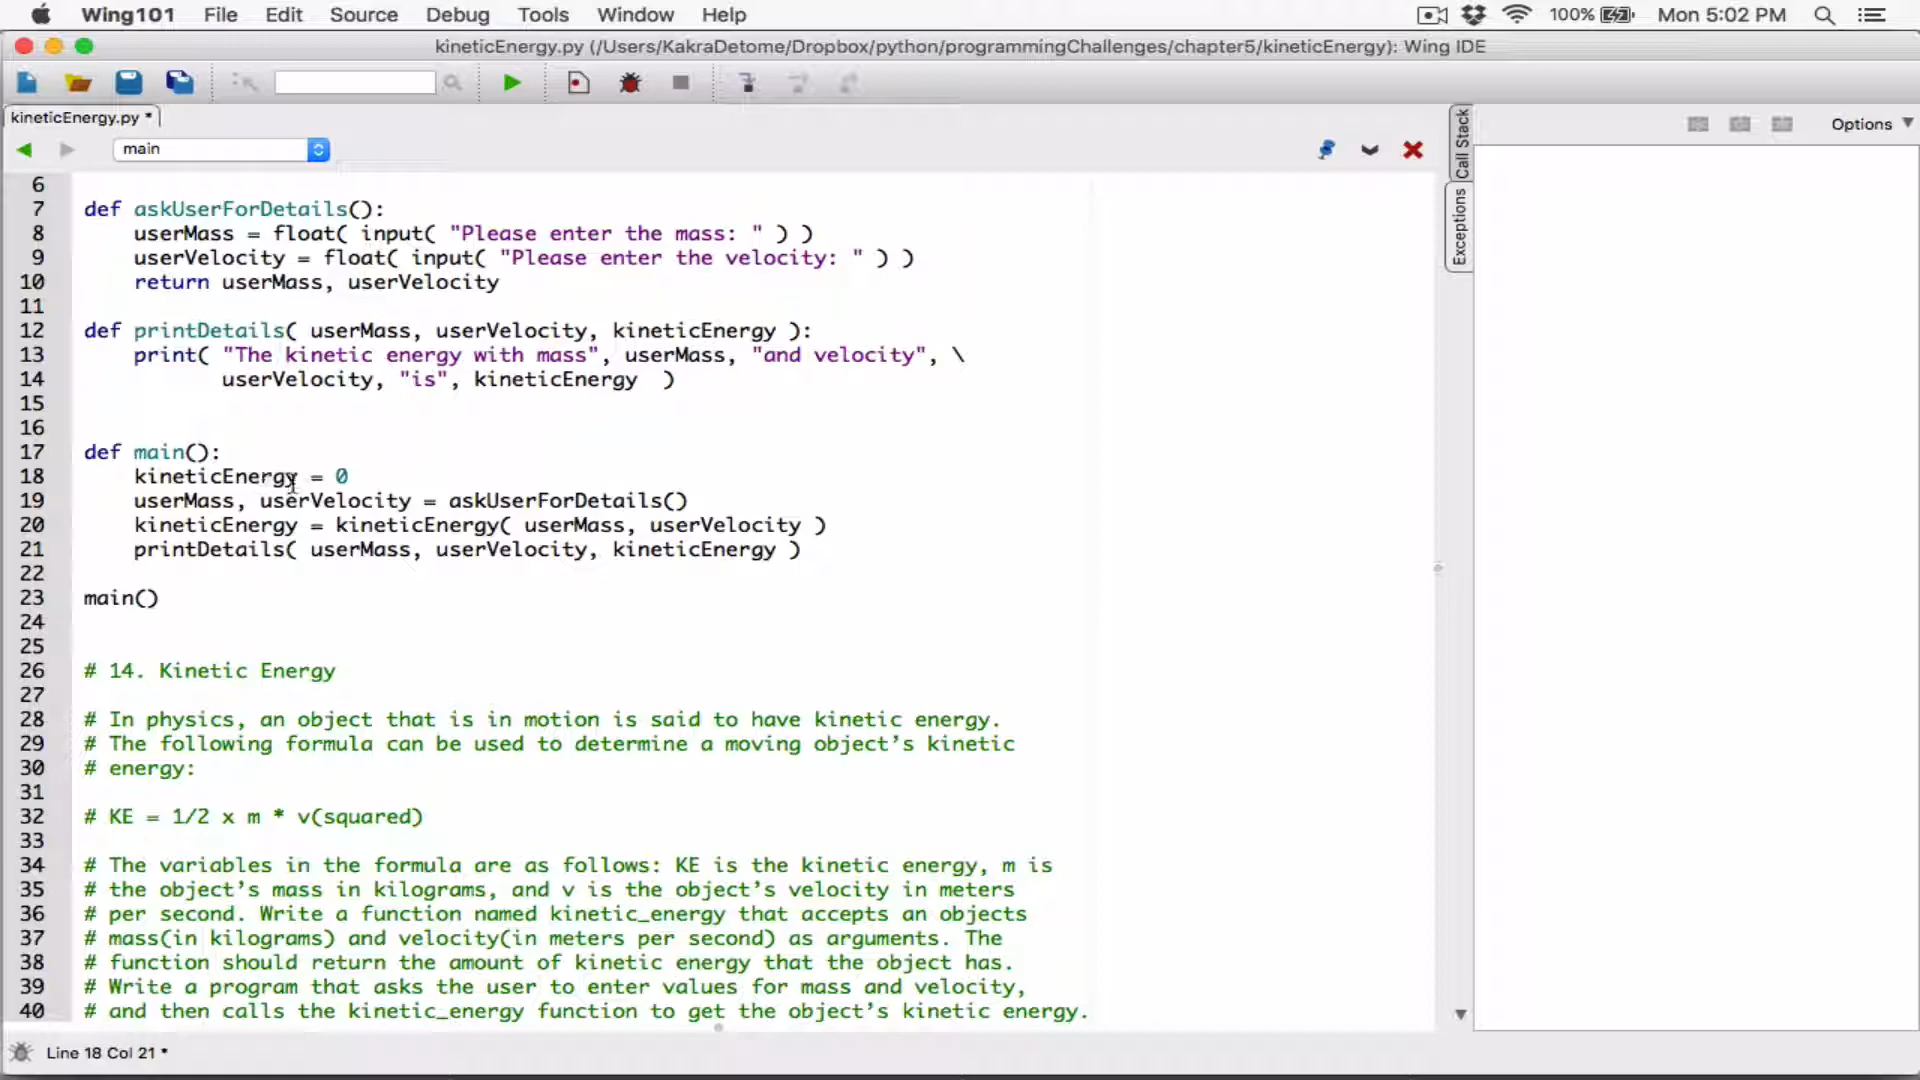 Wing101 File Edit Source Debug Tools Window Help 100% Mon 5:02 PM
kineticEnergy.py (/Users/KakraDetome/Dropbox/python/programmingChallenges/chapter5/kineticEnergy): Wing IDE
kineticEnergy.py *
main
Options
Call Stack
Exceptions
6
7 def askUserForDetails():
8 userMass = float( input( "Please enter the mass: " ) )
9 userVelocity = float( input( "Please enter the velocity: " ) )
10 return userMass, userVelocity
11
12 def printDetails( userMass, userVelocity, kineticEnergy ):
13 print( "The kinetic energy with mass", userMass, "and velocity", \
14 userVelocity, "is", kineticEnergy  )
15
16
17 def main():
18 kineticEnergy = 0
19 userMass, userVelocity = askUserForDetails()
20 kineticEnergy = kineticEnergy( userMass, userVelocity )
21 printDetails( userMass, userVelocity, kineticEnergy )
22
23 main()
24
25
26 # 14. Kinetic Energy
27
28 # In physics, an object that is in motion is said to have kinetic energy.
29 # The following formula can be used to determine a moving object’s kinetic
30 # energy:
31
32 # KE = 1/2 x m * v(squared)
33
34 # The variables in the formula are as follows: KE is the kinetic energy, m is
35 # the object’s mass in kilograms, and v is the object’s velocity in meters
36 # per second. Write a function named kinetic_energy that accepts an objects
37 # mass(in kilograms) and velocity(in meters per second) as arguments. The
38 # function should return the amount of kinetic energy that the object has.
39 # Write a program that asks the user to enter values for mass and velocity,
40 # and then calls the kinetic_energy function to get the object’s kinetic energy.
Line 18 Col 21 *